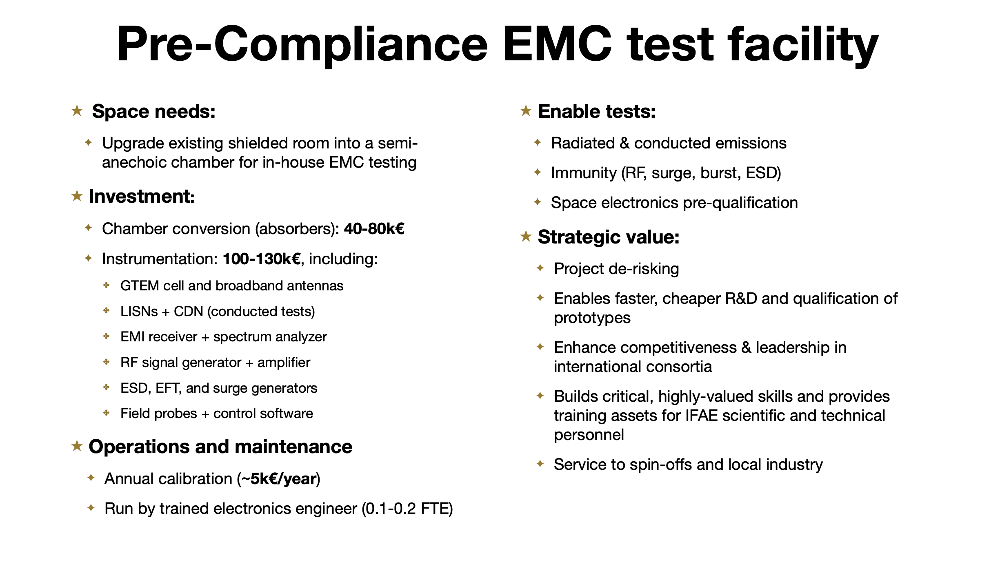 Pre-Compliance EMC test facility
Space needs:
Upgrade existing shielded room into a semi-
anechoic chamber for in-house EMC testing
Investment:
Chamber conversion (absorbers): 40-80k€
Instrumentation: 100-130k€, including:
GTEM cell and broadband antennas
LISNs + CDN (conducted tests)
EMI receiver + spectrum analyzer
RF signal generator + amplifier
ESD, EFT, and surge generators
Field probes + control software
Operations and maintenance
Annual calibration (~5k€/year)
Run by trained electronics engineer (0.1-0.2 FTE)
Enable tests:
Radiated & conducted emissions
Immunity (RF, surge, burst, ESD)
Space electronics pre-qualification
Strategic value:
Project de-risking
Enables faster, cheaper R&D and qualification of
prototypes
Enhance competitiveness & leadership in
international consortia
Builds critical, highly-valued skills and provides
training assets for IFAE scientific and technical
personnel
Service to spin-offs and local industry